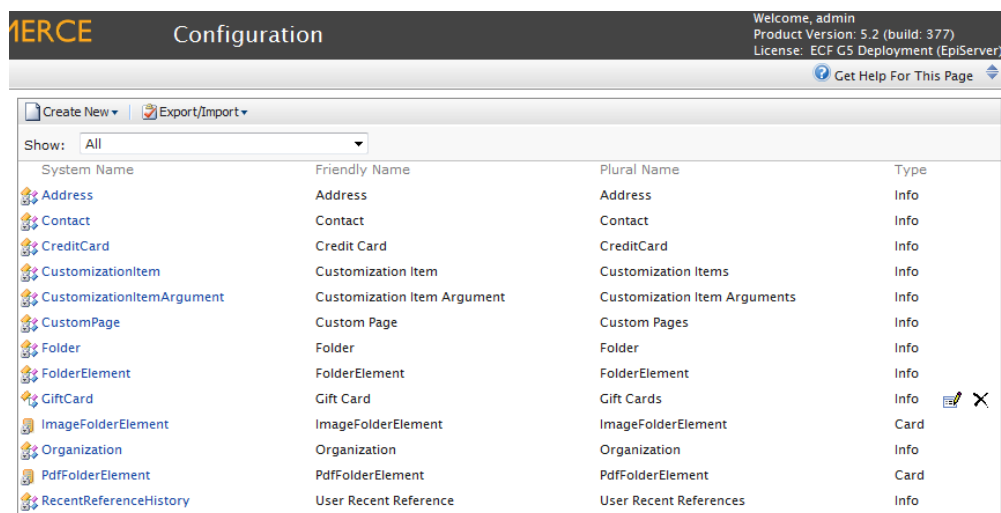 MERCE Configuration
Welcome, admin
Product Version: 5.2 (build: 377)
License: ECF G5 Deployment (EpiServer)
Get Help For This Page
Create New Export/Import
Show: All
System Name Friendly Name Plural Name Type
Address Address Address Info
Contact Contact Contact Info
CreditCard Credit Card CreditCard Info
CustomizationItem Customization Item Customization Items Info
CustomizationItemArgument Customization Item Argument Customization Item Arguments Info
CustomPage Custom Page Custom Pages Info
Folder Folder Folder Info
FolderElement FolderElement FolderElement Info
GiftCard Gift Card Gift Cards Info
ImageFolderElement ImageFolderElement ImageFolderElement Card
Organization Organization Organization Info
PdfFolderElement PdfFolderElement PdfFolderElement Card
RecentReferenceHistory User Recent Reference User Recent References Info